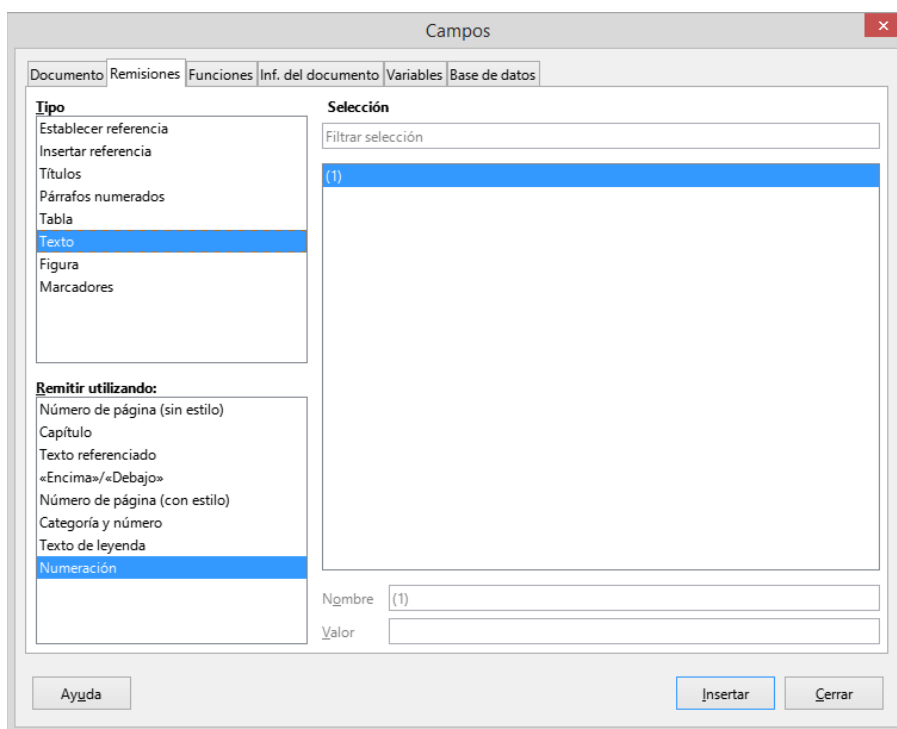 Campos
Documento Remisiones Funciones Inf. del documento Variables Base de datos
Tipo
Establecer referencia
Insertar referencia
Títulos
Párrafos numerados
Tabla
Texto
Figura
Marcadores
Remitir utilizando:
Número de página (sin estilo)
Capítulo
Texto referenciado
«Encima»/«Debajo»
Número de página (con estilo)
Categoría y número
Texto de leyenda
Numeración
Selección
Filtrar selección
(1)
Nombre (1)
Valor
Ayuda Insertar Cerrar